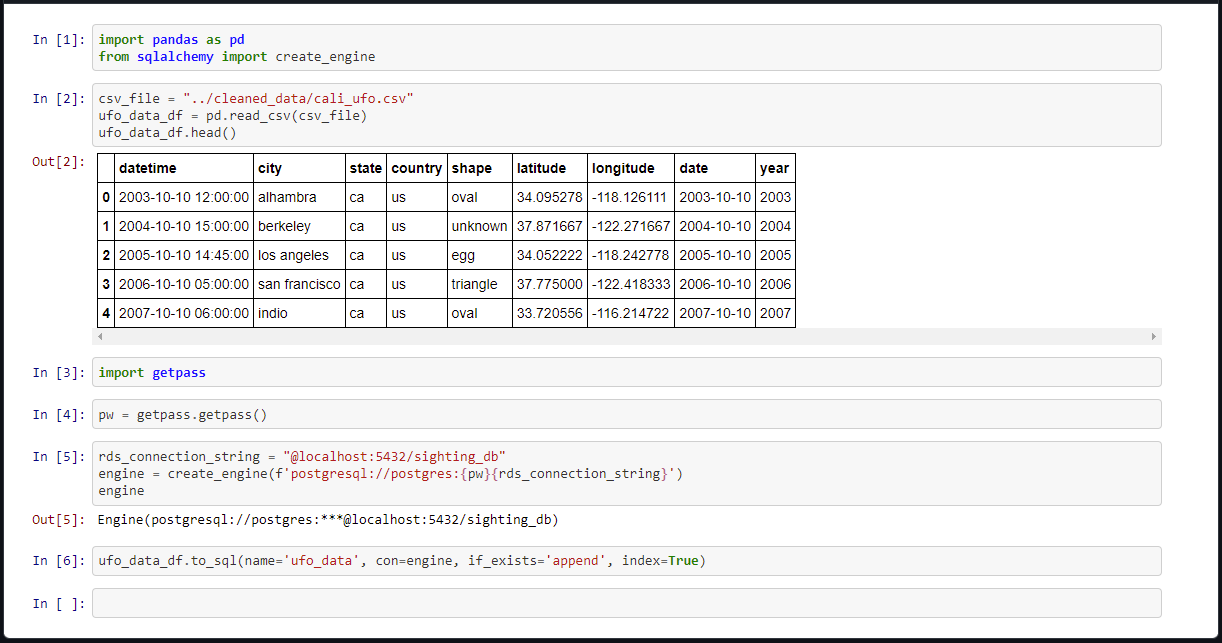 In [1]: import pandas as pd
from sqlalchemy import create_engine
In [2]: csv_file = "../cleaned_data/cali_ufo.csv"
ufo_data_df = pd.read_csv(csv_file)
ufo_data_df.head()
Out[2]:
datetime city state country shape latitude longitude date year
0 2003-10-10 12:00:00 alhambra ca us oval 34.095278 -118.126111 2003-10-10 2003
1 2004-10-10 15:00:00 berkeley ca us unknown 37.871667 -122.271667 2004-10-10 2004
2 2005-10-10 14:45:00 los angeles ca us egg 34.052222 -118.242778 2005-10-10 2005
3 2006-10-10 05:00:00 san francisco ca us triangle 37.775000 -122.418333 2006-10-10 2006
4 2007-10-10 06:00:00 indio ca us oval 33.720556 -116.214722 2007-10-10 2007
In [3]: import getpass
In [4]: pw = getpass.getpass()
In [5]: rds_connection_string = "@localhost:5432/sighting_db"
engine = create_engine(f'postgresql://postgres:{pw}{rds_connection_string}')
engine
Out[5]: Engine(postgresql://postgres:***@localhost:5432/sighting_db)
In [6]: ufo_data_df.to_sql(name='ufo_data', con=engine, if_exists='append', index=True)
In [ ]: